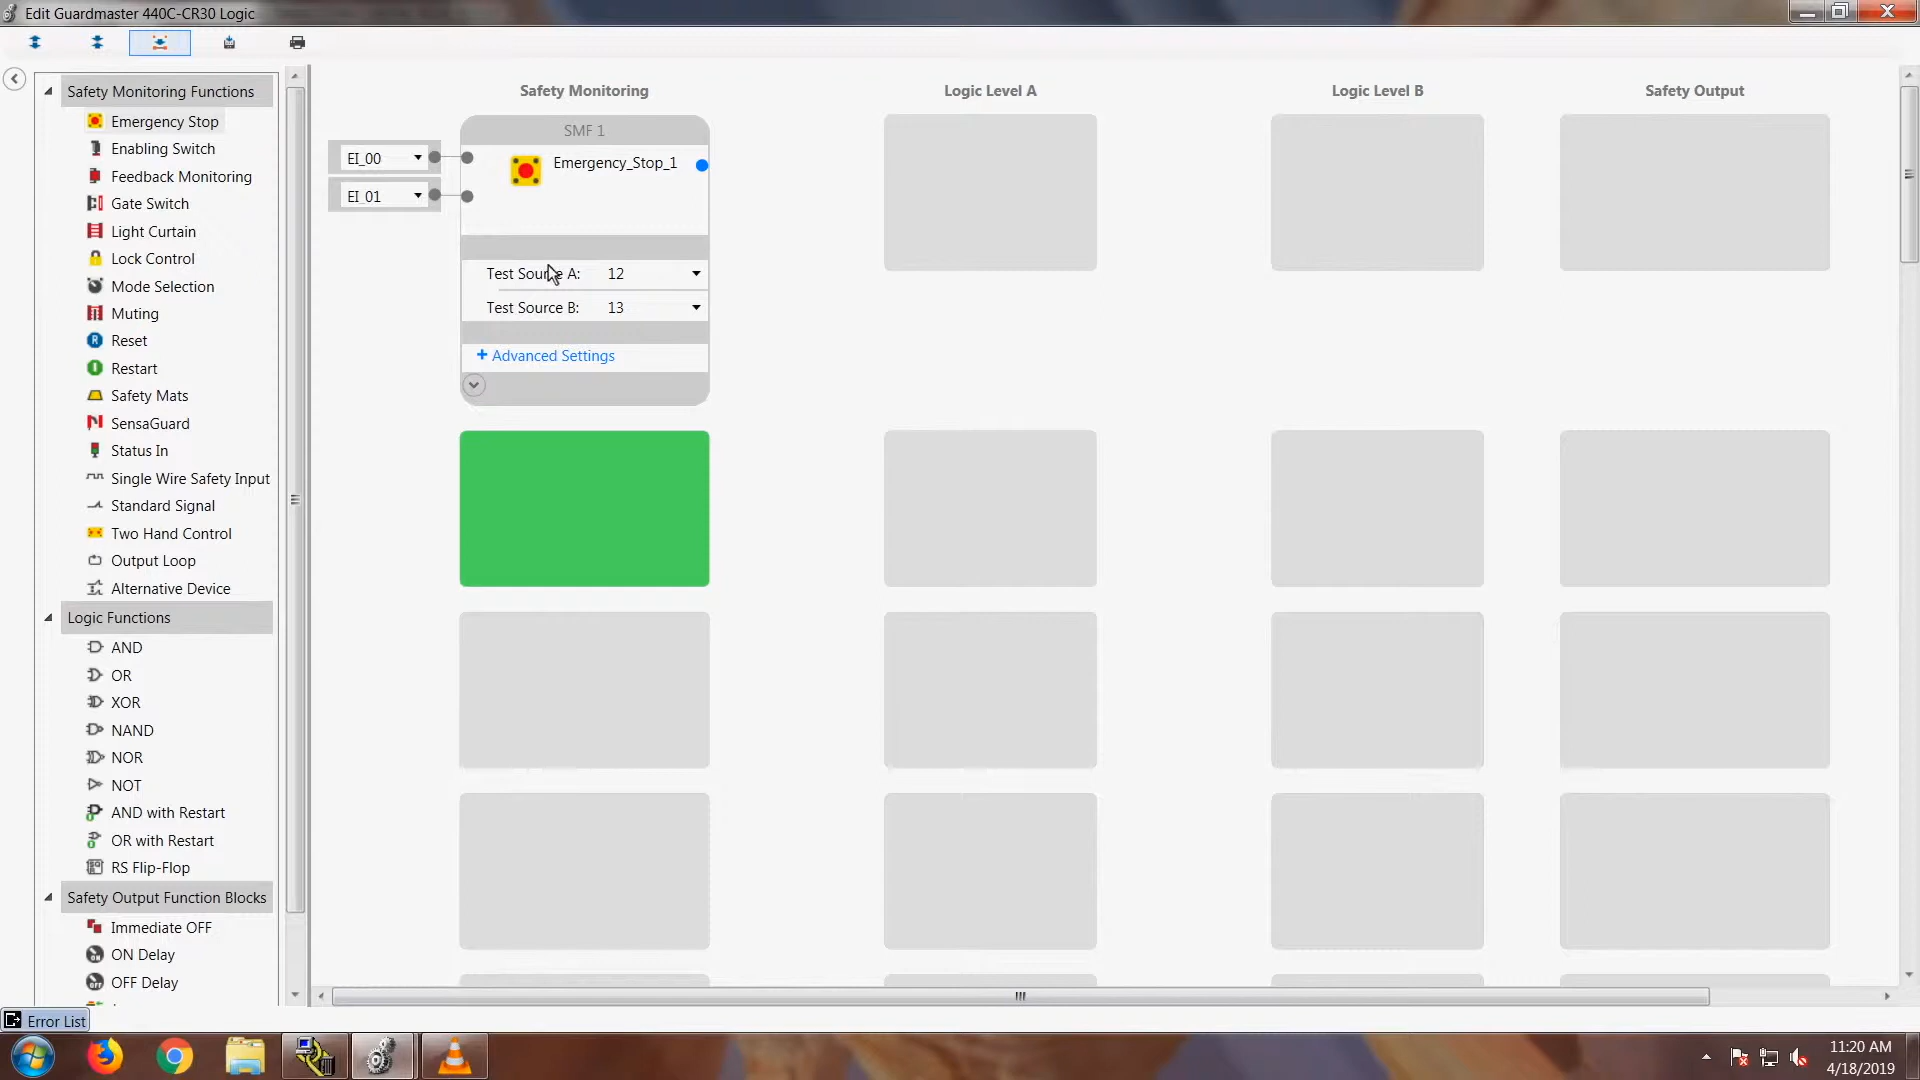 Edit Guardmaster 440C-CR30 Logic
Safety Monitoring Functions
Emergency Stop
Enabling Switch
Feedback Monitoring
Gate Switch
Light Curtain
Lock Control
Mode Selection
Muting
Reset
Restart
Safety Mats
SensaGuard
Status In
Single Wire Safety Input
Standard Signal
Two Hand Control
Output Loop
Alternative Device
Logic Functions
AND
OR
XOR
NAND
NOR
NOT
AND with Restart
OR with Restart
RS Flip-Flop
Safety Output Function Blocks
Immediate OFF
ON Delay
OFF Delay
Safety Monitoring
Logic Level A
Logic Level B
Safety Output
SMF 1
EI_00
Emergency_Stop_1
EI_01
Test Source A: 12
Test Source B: 13
+ Advanced Settings
Error List
11:20 AM
4/18/2019